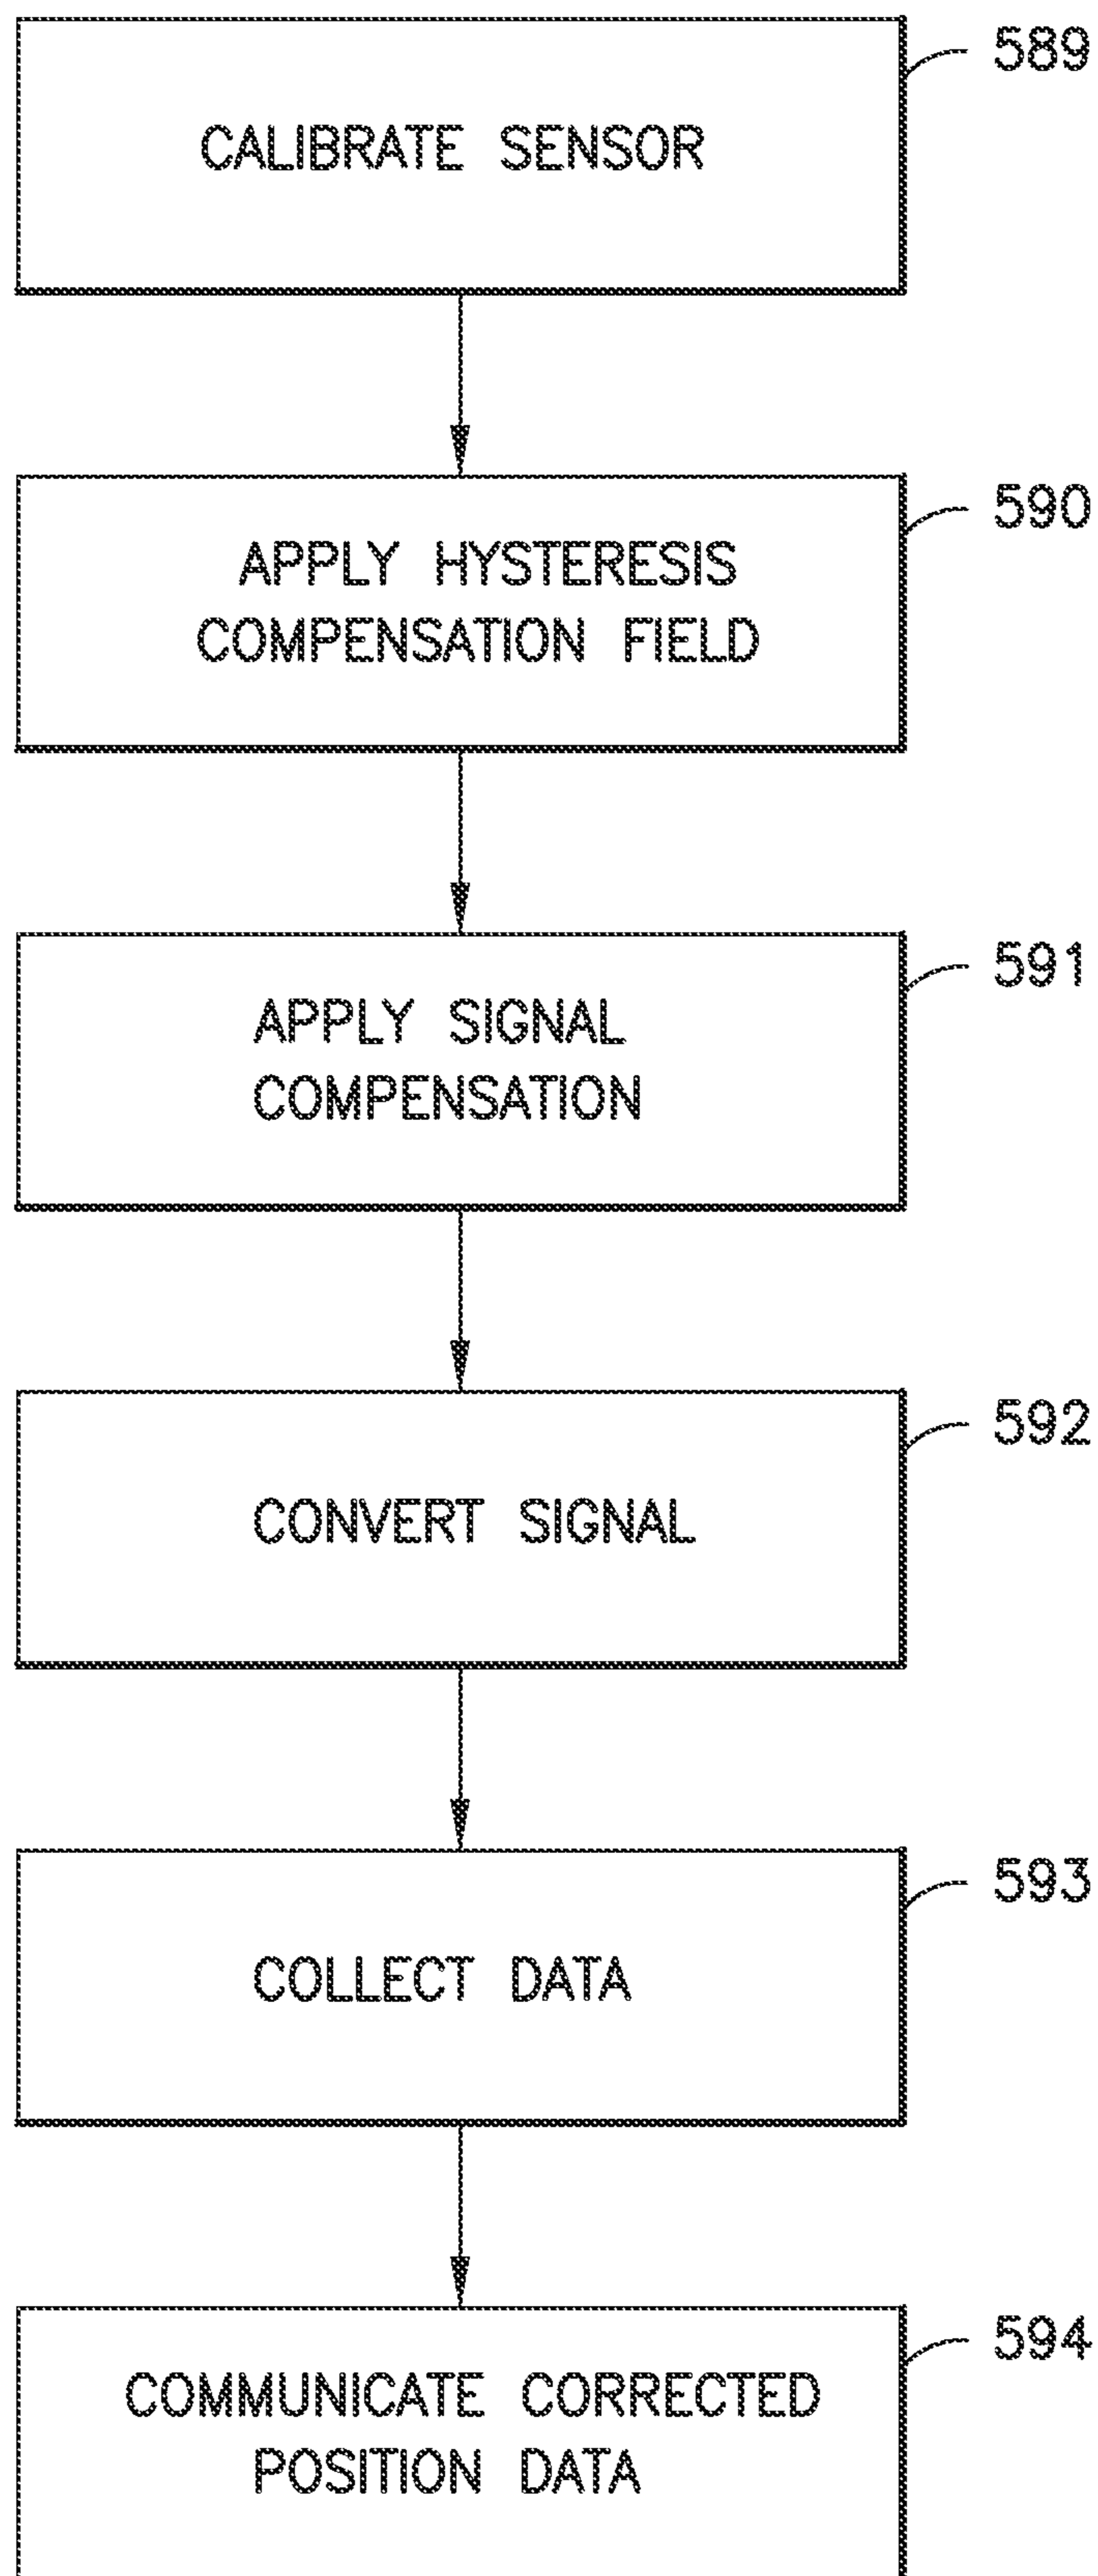 589
CALIBRATE SENSOR
590
APPLY HYSTERESIS
COMPENSATION FIELD
591
APPLY SIGNAL
COMPENSATION
592
CONVERT SIGNAL
593
COLLECT DATA
594
COMMUNICATE CORRECTED
POSITION DATA